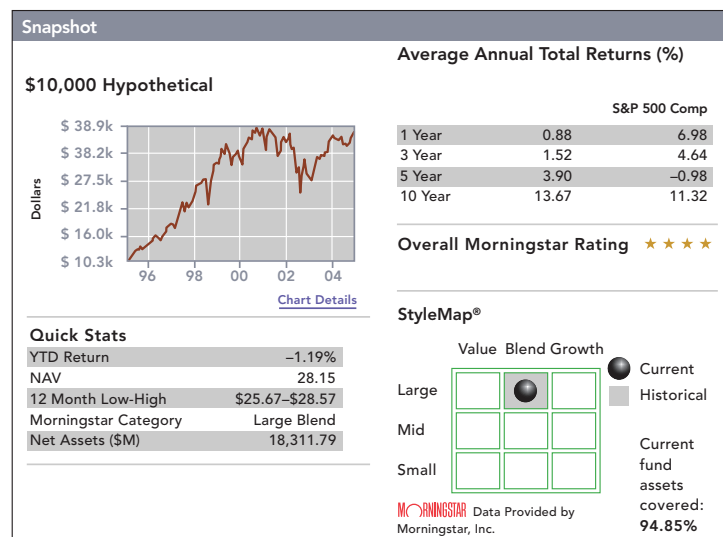 Snapshot
$10,000 Hypothetical
Dollars
$ 38.9k
$ 38.2k
$ 27.5k
$ 21.8k
$ 16.0k
$ 10.3k
96 98 00 02 04
Chart Details
Quick Stats
YTD Return –1.19%
NAV 28.15
12 Month Low-High $25.67–$28.57
Morningstar Category Large Blend
Net Assets ($M) 18,311.79
Average Annual Total Returns (%)
S&P 500 Comp
1 Year 0.88 6.98
3 Year 1.52 4.64
5 Year 3.90 –0.98
10 Year 13.67 11.32
Overall Morningstar Rating
StyleMap®
Value Blend Growth
Large
Mid
Small
Current
Historical
Current
fund
assets
covered:
94.85%
MORNINGSTAR Data Provided by
Morningstar, Inc.